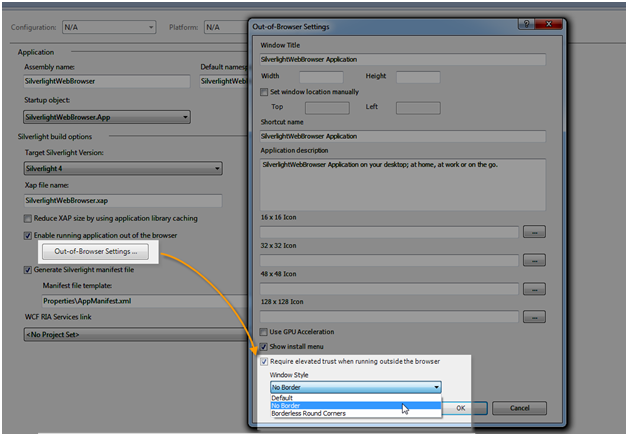 Configuration: N/A
Platform: N/A
Application
Assembly name:
SilverlightWebBrowser
Default namesp
SilverlightWeb
Startup object:
SilverlightWebBrowser.App
Silverlight build options
Target Silverlight Version:
Silverlight 4
Xap file name:
SilverlightWebBrowser.xap
Reduce XAP size by using application library caching
Enable running application out of the browser
Out-of-Browser Settings ...
Generate Silverlight manifest file
Manifest file template:
Properties\AppManifest.xml
WCF RIA Services link
<No Project Set>
Out-of-Browser Settings
Window Title
SilverlightWebBrowser Application
Width
Height
Set window location manually
Top
Left
Shortcut name
SilverlightWebBrowser Application
Application description
SilverlightWebBrowser Application on your desktop; at home, at work or on the go.
16 x 16 Icon
...
32 x 32 Icon
...
48 x 48 Icon
...
128 x 128 Icon
...
Use GPU Acceleration
Show install menu
Require elevated trust when running outside the browser
Window Style
No Border
Default
No Border
Borderless Round Corners
OK
Cancel